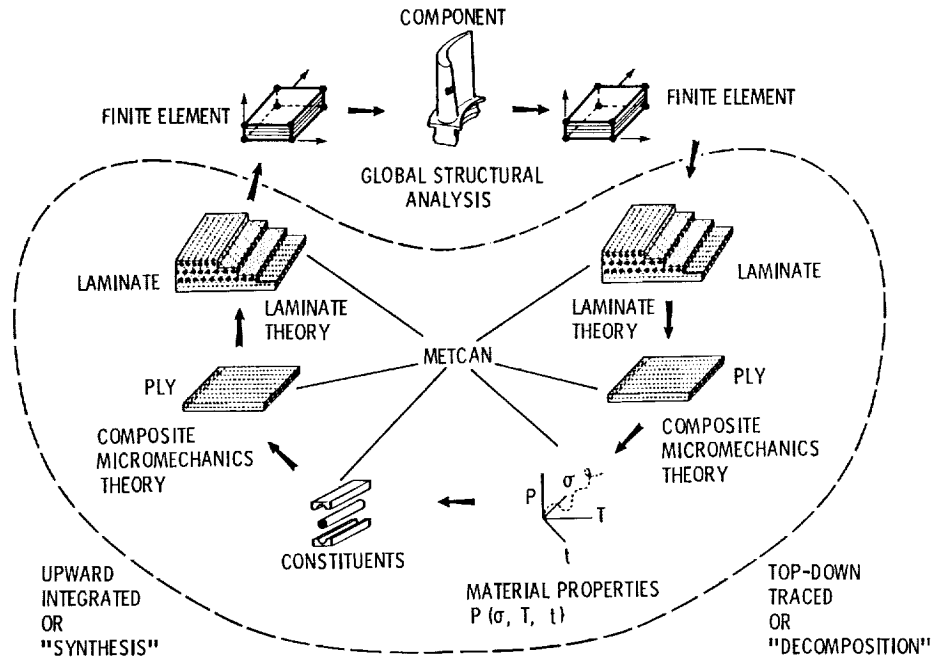 COMPONENT
FINITE ELEMENT
FINITE ELEMENT
GLOBAL STRUCTURAL
ANALYSIS
LAMINATE
LAMINATE
LAMINATE
THEORY
LAMINATE
THEORY
METCAN
PLY
PLY
COMPOSITE
MICROMECHANICS
THEORY
COMPOSITE
MICROMECHANICS
THEORY
P
σ
T
t
CONSTITUENTS
MATERIAL PROPERTIES
P (σ, T, t)
UPWARD
INTEGRATED
OR
"SYNTHESIS"
TOP-DOWN
TRACED
OR
"DECOMPOSITION"